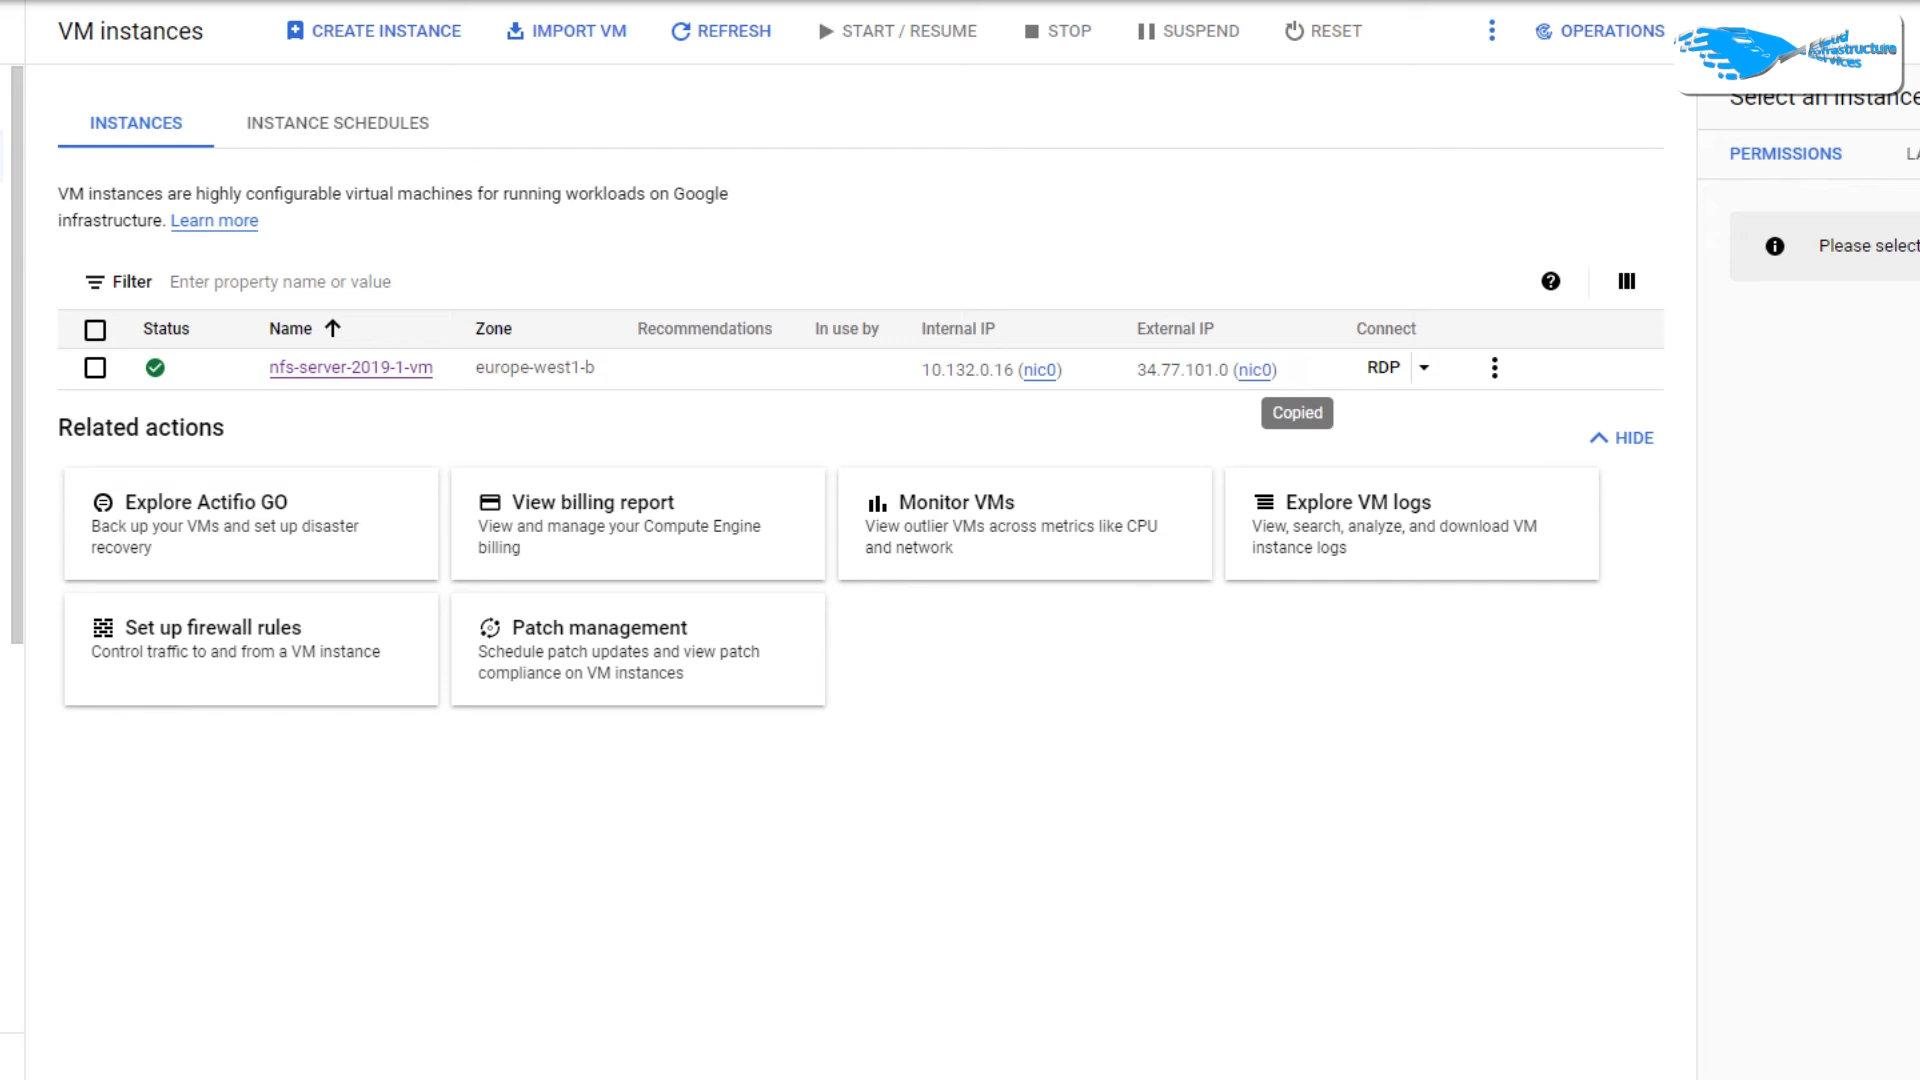 VM instances
CREATE INSTANCE
IMPORT VM
REFRESH
START / RESUME
STOP
SUSPEND
RESET
OPERATIONS
Cloud
Infrastructure
Services
Select an instance
PERMISSIONS
LA
Please select
INSTANCES
INSTANCE SCHEDULES
VM instances are highly configurable virtual machines for running workloads on Google
infrastructure. Learn more
Filter Enter property name or value
Status Name Zone Recommendations In use by Internal IP External IP Connect
nfs-server-2019-1-vm europe-west1-b 10.132.0.16 (nic0) 34.77.101.0 (nic0) RDP
Copied
Related actions
HIDE
Explore Actifio GO
Back up your VMs and set up disaster
recovery
View billing report
View and manage your Compute Engine
billing
Monitor VMs
View outlier VMs across metrics like CPU
and network
Explore VM logs
View, search, analyze, and download VM
instance logs
Set up firewall rules
Control traffic to and from a VM instance
Patch management
Schedule patch updates and view patch
compliance on VM instances